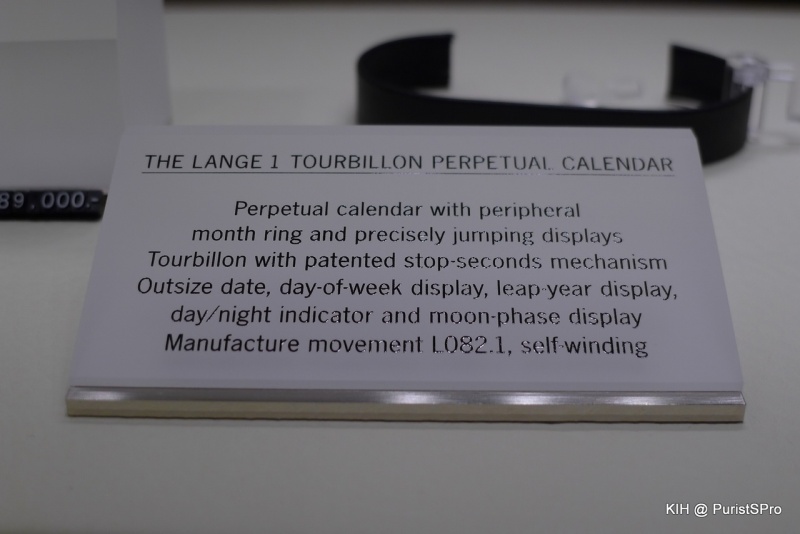 THE LANGE 1 TOURBILLON PERPETUAL CALENDAR
Perpetual calendar with peripheral
month ring and precisely jumping displays
Tourbillon with patented stop-seconds mechanism
Outsize date, day-of-week display, leap-year display,
day/night indicator and moon-phase display
Manufacture movement L082.1, self-winding
89.000.-
KIH @ PuristSPro